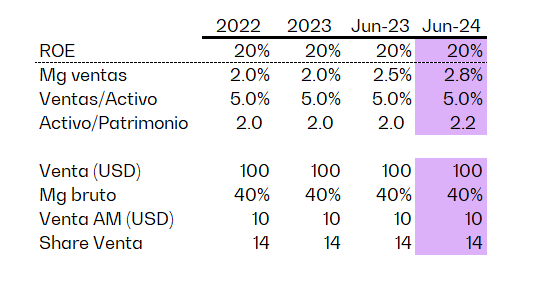 2022 2023 Jun-23 Jun-24
ROE 20% 20% 20% 20%
Mg ventas 2.0% 2.0% 2.5% 2.8%
Ventas/Activo 5.0% 5.0% 5.0% 5.0%
Activo/Patrimonio 2.0 2.0 2.0 2.2
Venta (USD) 100 100 100 100
Mg bruto 40% 40% 40% 40%
Venta AM (USD) 10 10 10 10
Share Venta 14 14 14 14